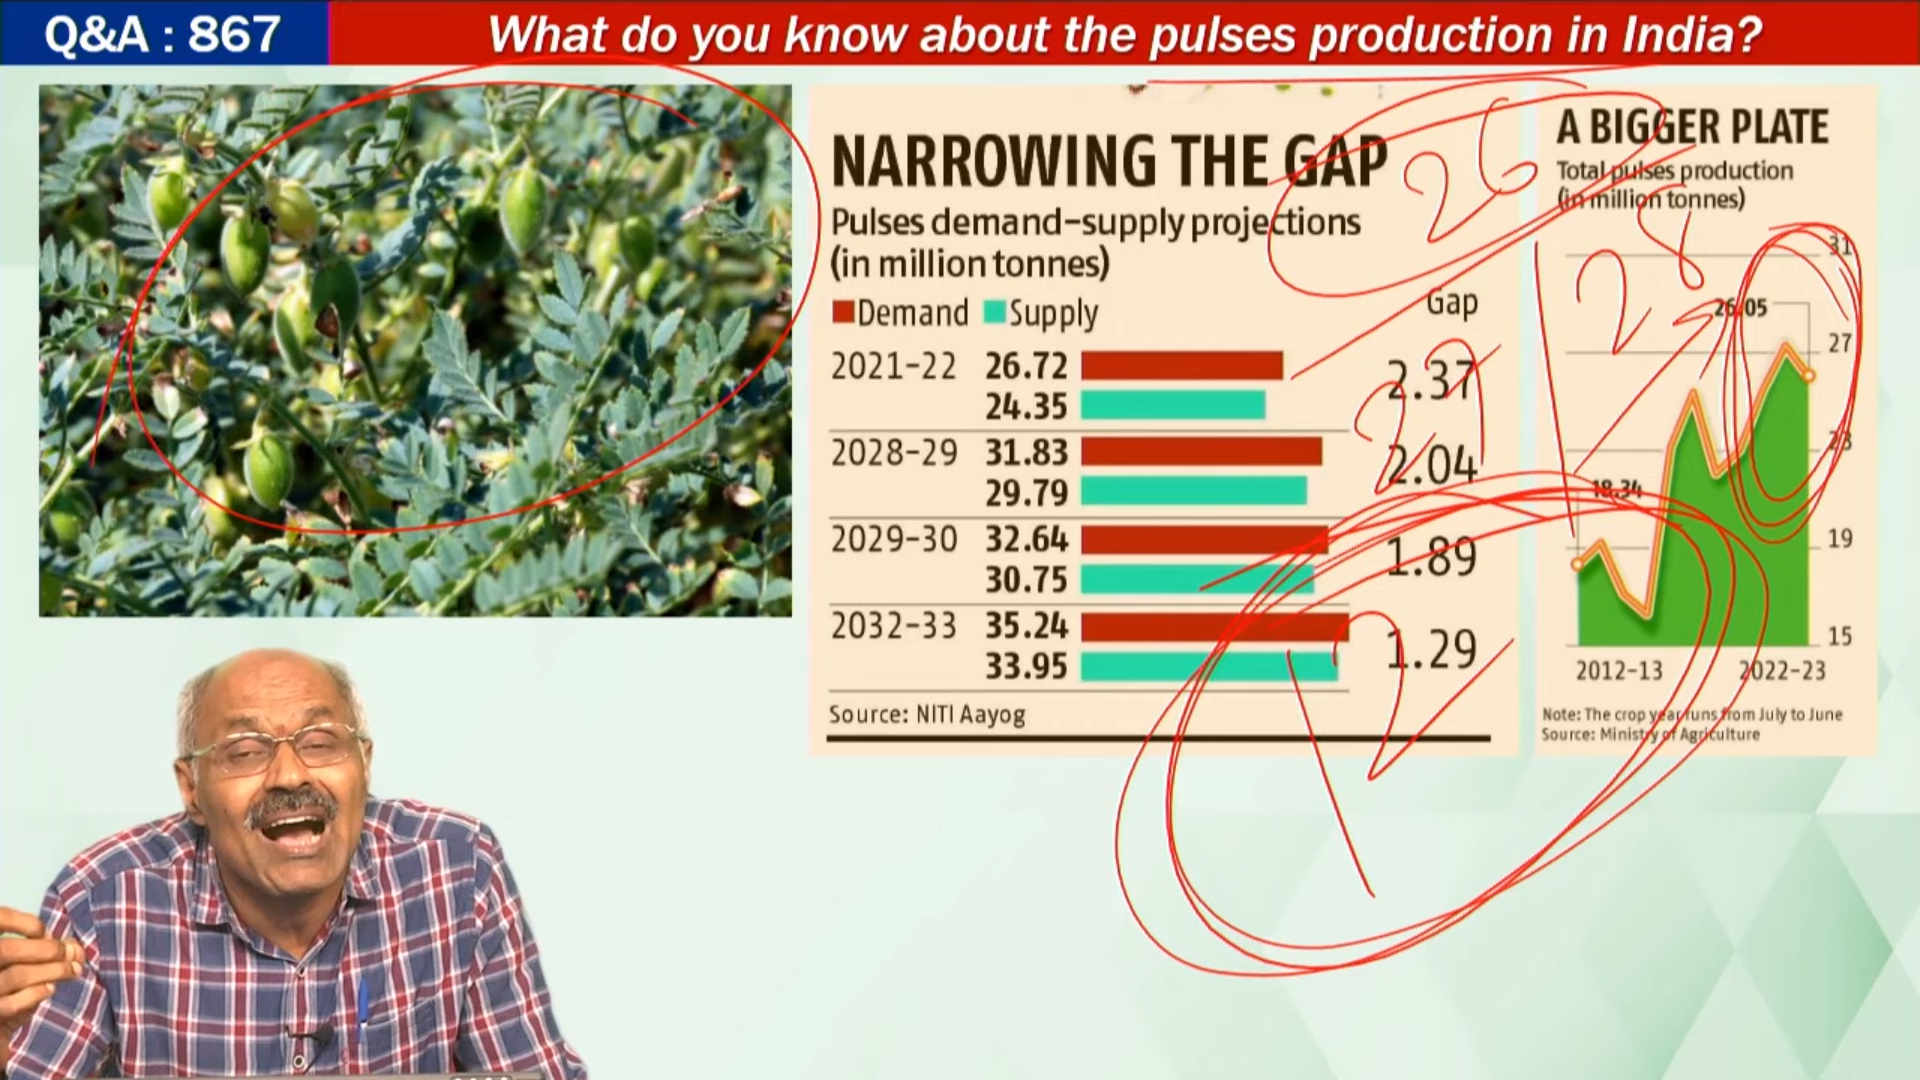 Q&A : 867
What do you know about the pulses production in India?
NARROWING THE GAP
Pulses demand-supply projections
(in million tonnes)
Demand Supply
Gap
2021-22 26.72
24.35
2.37
2028-29 31.83
29.79
2.04
2029-30 32.64
30.75
1.89
2032-33 35.24
33.95
1.29
Source: NITI Aayog
A BIGGER PLATE
Total pulses production
(in million tonnes)
31
26.05
27
23
18.34
19
15
2012-13 2022-23
Note: The crop year runs from July to June
Source: Ministry of Agriculture
26
28
12